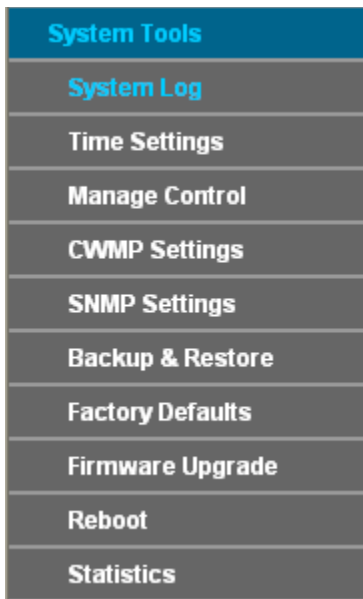 System Tools
System Log
Time Settings
Manage Control
CWMP Settings
SNMP Settings
Backup & Restore
Factory Defaults
Firmware Upgrade
Reboot
Statistics